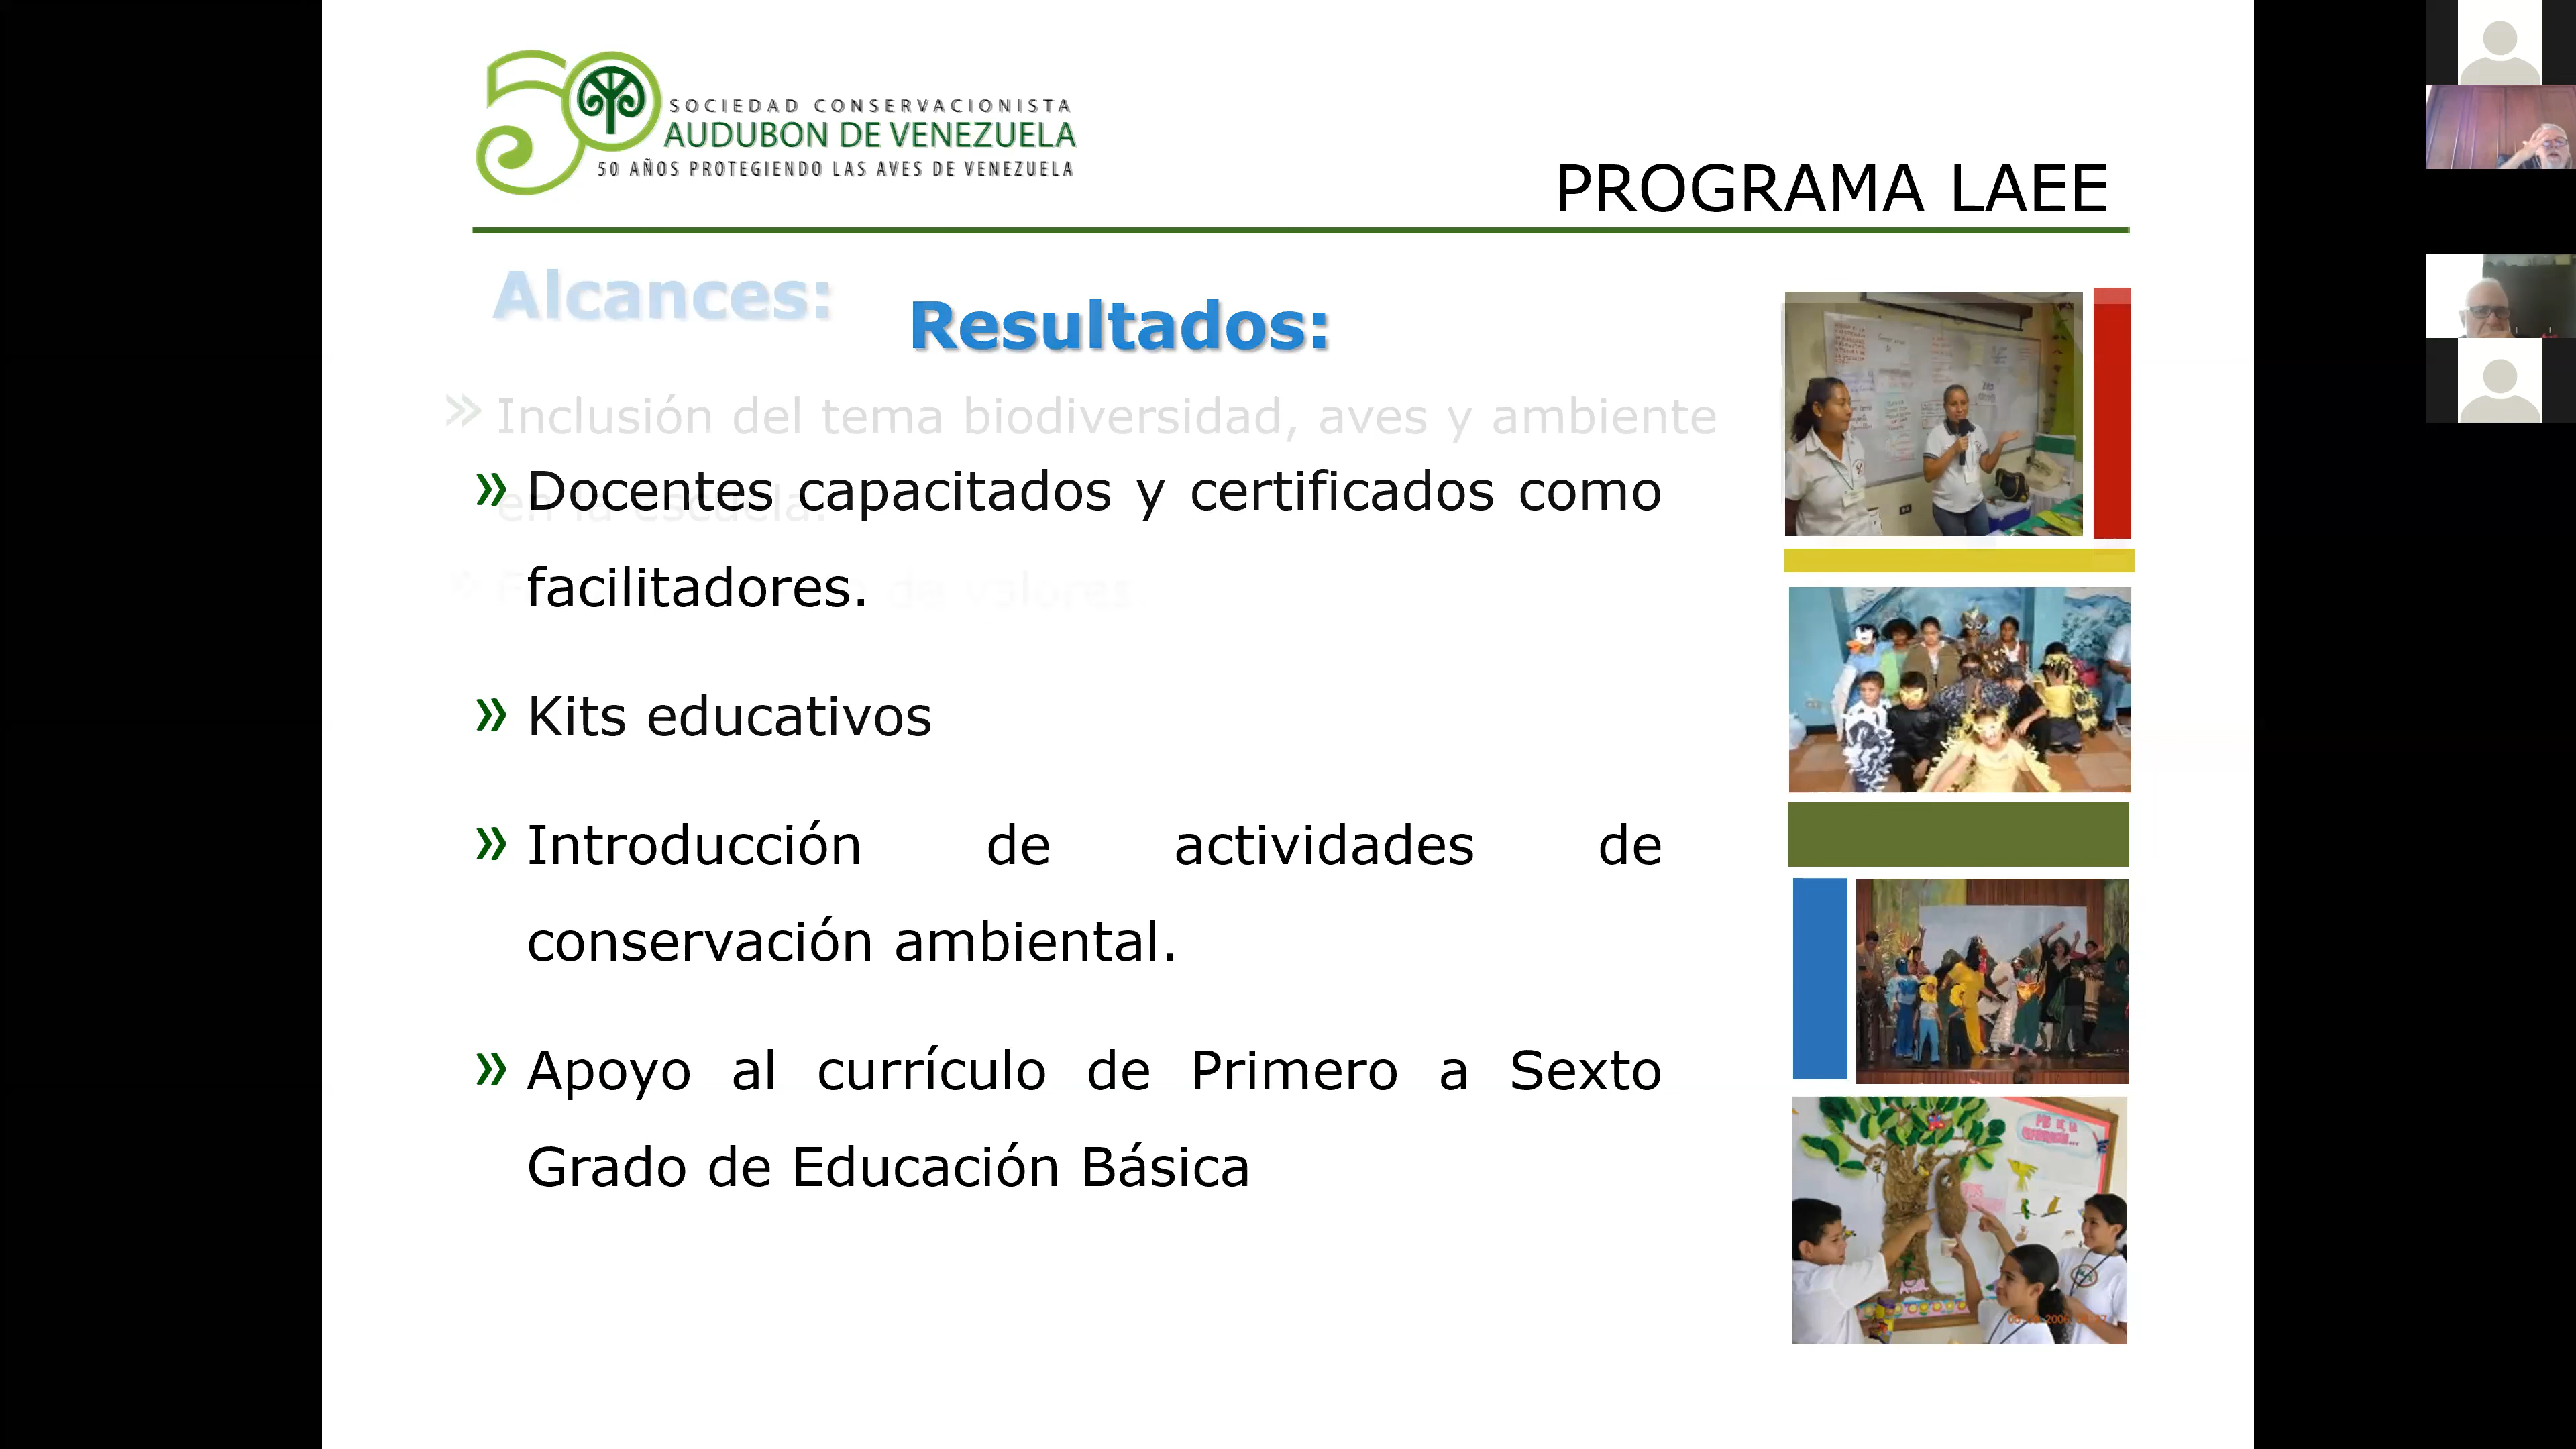 SOCIEDAD CONSERVACIONISTA
AUDUBON DE VENEZUELA
50 AÑOS PROTEGIENDO LAS AVES DE VENEZUELA
PROGRAMA LAEE
Alcances:
Resultados:
» Inclusión del tema biodiversidad, aves y ambiente
en la escuela.
» Docentes capacitados y certificados como
facilitadores.
de valores
» Kits educativos
» Introducción de actividades de
conservación ambiental.
» Apoyo al currículo de Primero a Sexto
Grado de Educación Básica